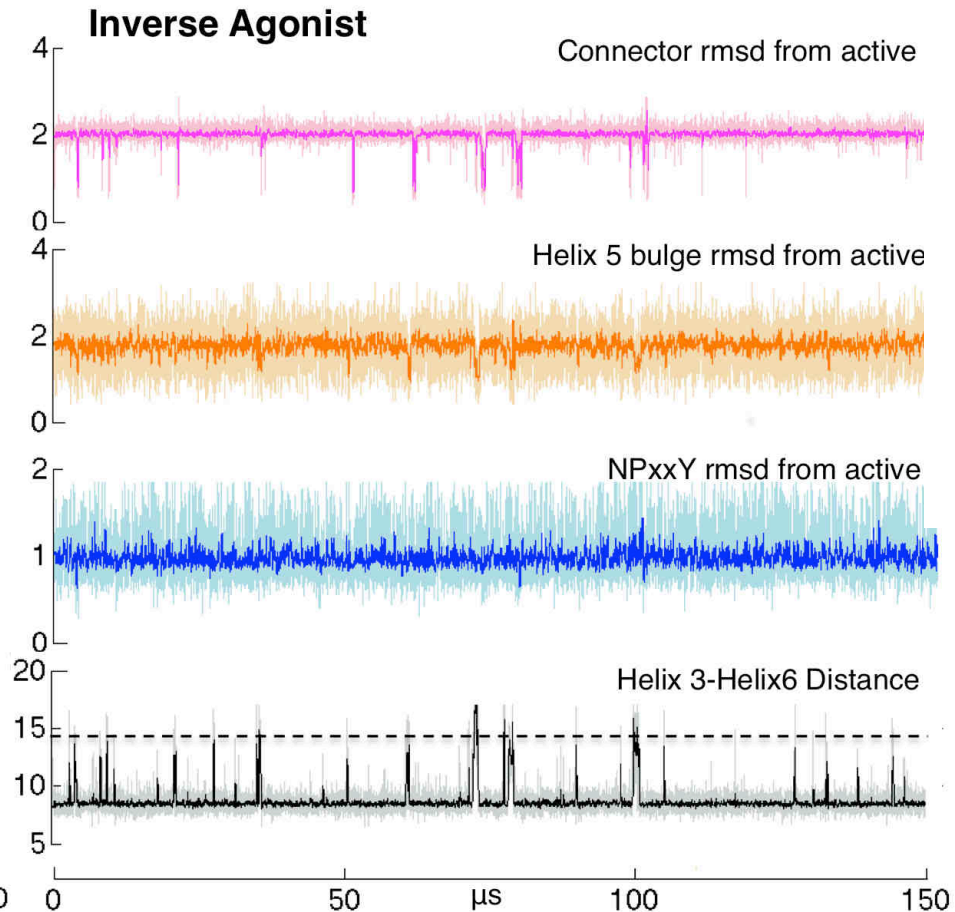 Inverse Agonist
Connector rmsd from active
4
2
0
Helix 5 bulge rmsd from active
4
2
0
NPxxY rmsd from active
2
1
0
Helix 3-Helix6 Distance
20
15
10
5
0 0 50 µs 100 150